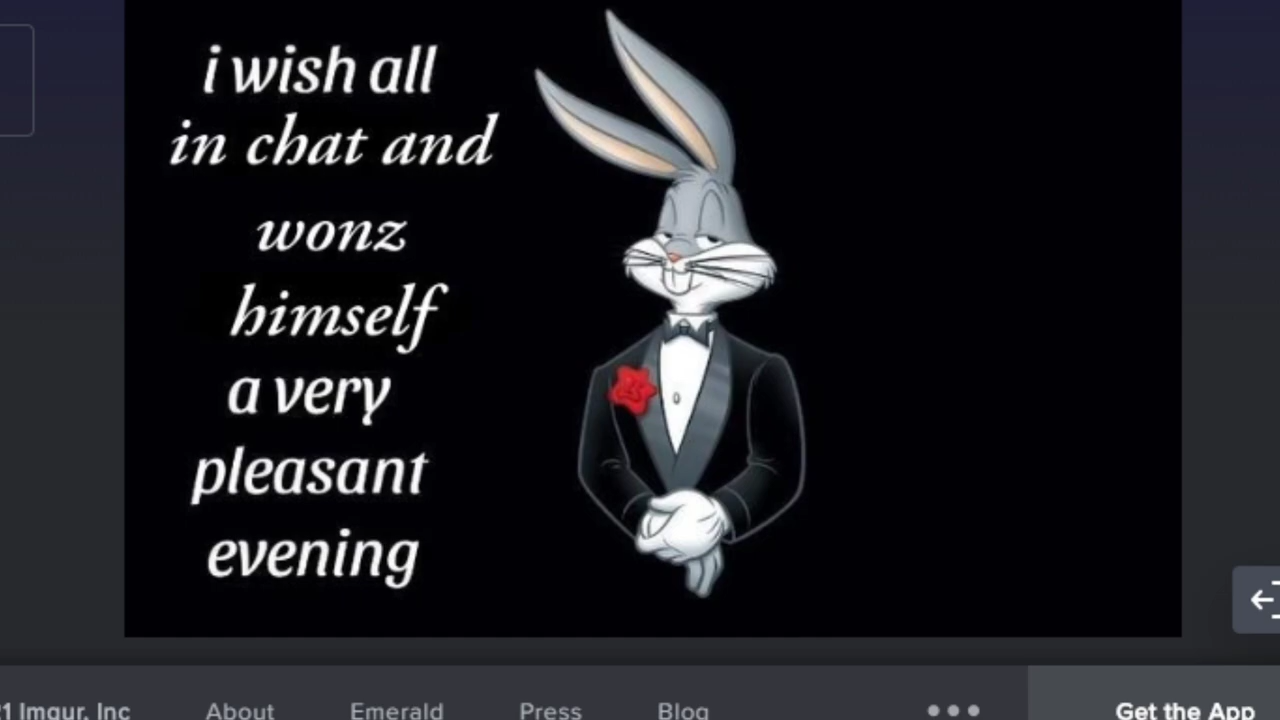 i wish all
in chat and
wonz
himself
a very
pleasant
evening
1 Imgur, Inc About Emerald Press Blog Get the App